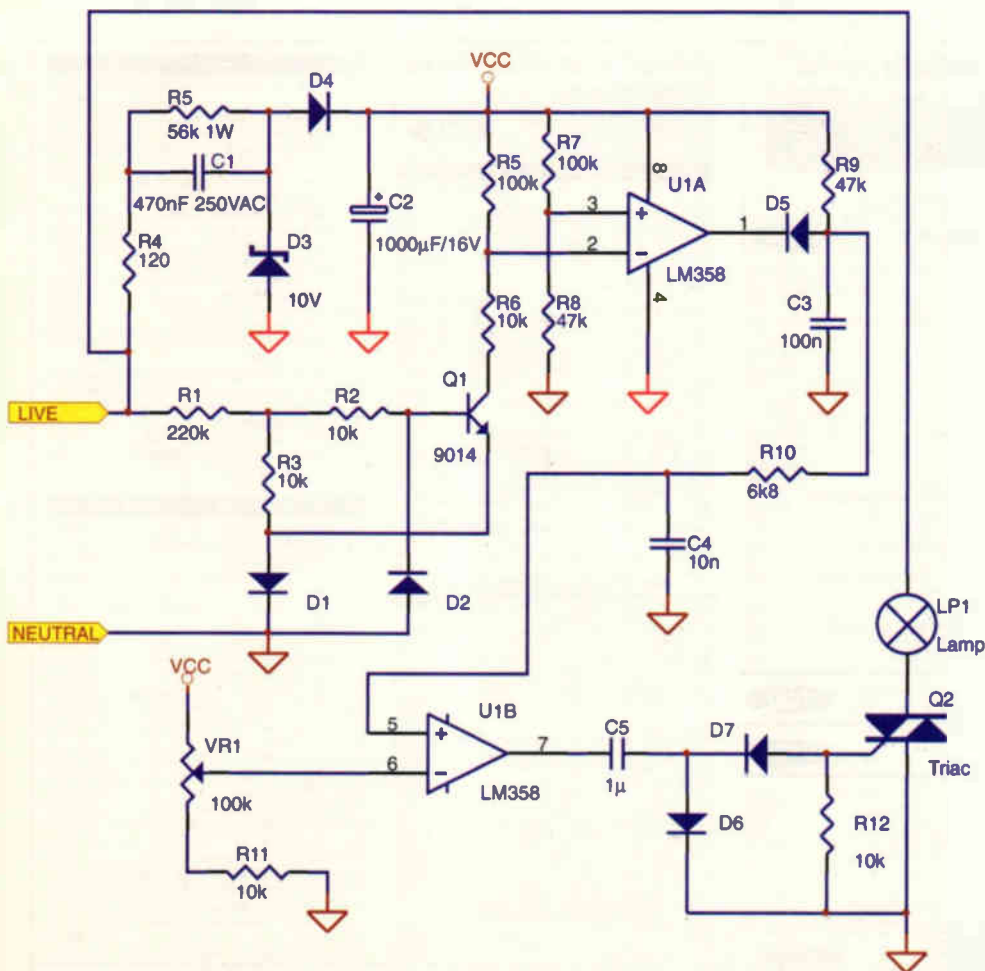 VCC
D4
R5
56k 1W
C1
470nF 250VAC
R4
120
D3
10V
C2
1000µF/16V
R5
100k
R7
100k
8
U1A
3
2
1
4
LM358
D5
R9
47k
R6
10k
R8
47k
C3
100n
Q1
9014
LIVE
R1
220k
R2
10k
R3
10k
R10
6k8
C4
10n
D1
D2
NEUTRAL
LP1
Lamp
VCC
VR1
100k
R11
10k
U1B
5
6
7
LM358
C5
1µ
D7
D6
R12
10k
Q2
Triac